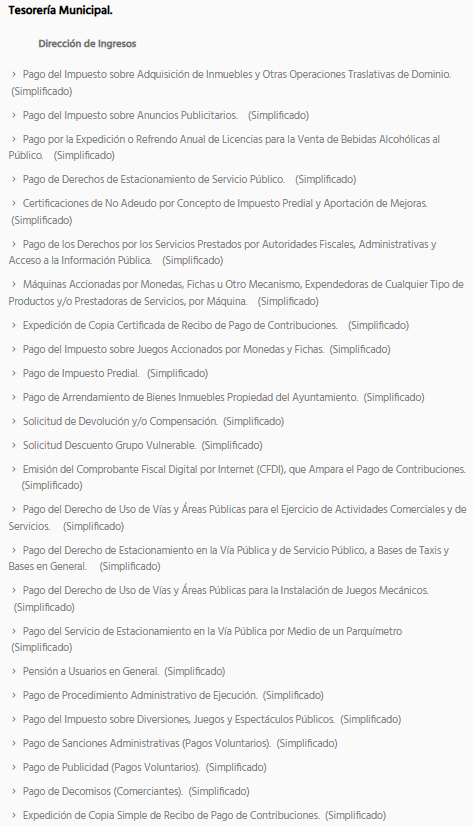 Tesorería Municipal.
Dirección de Ingresos
› Pago del Impuesto sobre Adquisición de Inmuebles y Otras Operaciones Traslativas de Dominio.
(Simplificado)
› Pago del Impuesto sobre Anuncios Publicitarios. (Simplificado)
› Pago por la Expedición o Refrendo Anual de Licencias para la Venta de Bebidas Alcohólicas al
Público. (Simplificado)
› Pago de Derechos de Estacionamiento de Servicio Público. (Simplificado)
› Certificaciones de No Adeudo por Concepto de Impuesto Predial y Aportación de Mejoras.
(Simplificado)
› Pago de los Derechos por los Servicios Prestados por Autoridades Fiscales, Administrativas y
Acceso a la Información Pública. (Simplificado)
› Máquinas Accionadas por Monedas, Fichas u Otro Mecanismo, Expendedoras de Cualquier Tipo de
Productos y/o Prestadoras de Servicios, por Máquina. (Simplificado)
› Expedición de Copia Certificada de Recibo de Pago de Contribuciones. (Simplificado)
› Pago del Impuesto sobre Juegos Accionados por Monedas y Fichas. (Simplificado)
› Pago de Impuesto Predial. (Simplificado)
› Pago de Arrendamiento de Bienes Inmuebles Propiedad del Ayuntamiento. (Simplificado)
› Solicitud de Devolución y/o Compensación. (Simplificado)
› Solicitud Descuento Grupo Vulnerable. (Simplificado)
› Emisión del Comprobante Fiscal Digital por Internet (CFDI), que Ampara el Pago de Contribuciones.
(Simplificado)
› Pago del Derecho de Uso de Vías y Áreas Públicas para el Ejercicio de Actividades Comerciales y de
Servicios. (Simplificado)
› Pago del Derecho de Estacionamiento en la Vía Pública y de Servicio Público, a Bases de Taxis y
Bases en General. (Simplificado)
› Pago del Derecho de Uso de Vías y Áreas Públicas para la Instalación de Juegos Mecánicos.
(Simplificado)
› Pago del Servicio de Estacionamiento en la Vía Pública por Medio de un Parquímetro
(Simplificado)
› Pensión a Usuarios en General. (Simplificado)
› Pago de Procedimiento Administrativo de Ejecución. (Simplificado)
› Pago del Impuesto sobre Diversiones, Juegos y Espectáculos Públicos. (Simplificado)
› Pago de Sanciones Administrativas (Pagos Voluntarios). (Simplificado)
› Pago de Publicidad (Pagos Voluntarios). (Simplificado)
› Pago de Decomisos (Comerciantes). (Simplificado)
› Expedición de Copia Simple de Recibo de Pago de Contribuciones. (Simplificado)